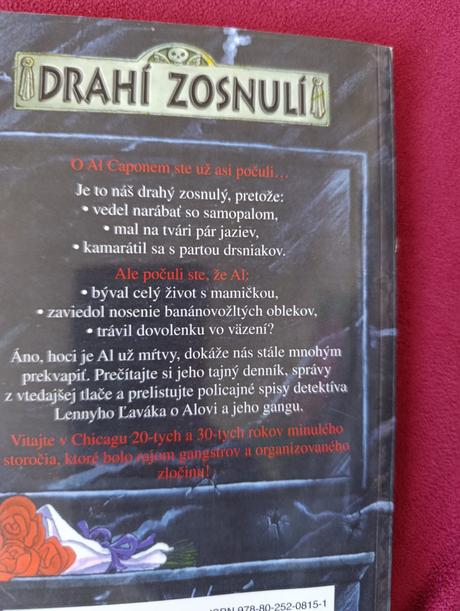 DRAHÍ ZOSNULÍ
O Al Caponem ste už asi počuli...
Je to náš drahý zosnulý, pretože:
• vedel narábať so samopalom,
• mal na tvári pár jaziev,
• kamarátil sa s partou drsniakov.
Ale počuli ste, že Al:
• býval celý život s mamičkou,
• zaviedol nosenie banánovožltých oblekov,
• trávil dovolenku vo väzení?
Áno, hoci je Al už mŕtvy, dokáže nás stále mnohým
prekvapiť. Prečítajte si jeho tajný denník, správy
z vtedajšej tlače a prelistujte policajné spisy detektíva
Lennyho Ľaváka o Alovi a jeho gangu.
Vitajte v Chicagu 20-tych a 30-tych rokov minulého
storočia, ktoré bolo rajom gangstrov a organizovaného
zločinu!
ISBN 978-80-252-0815-1